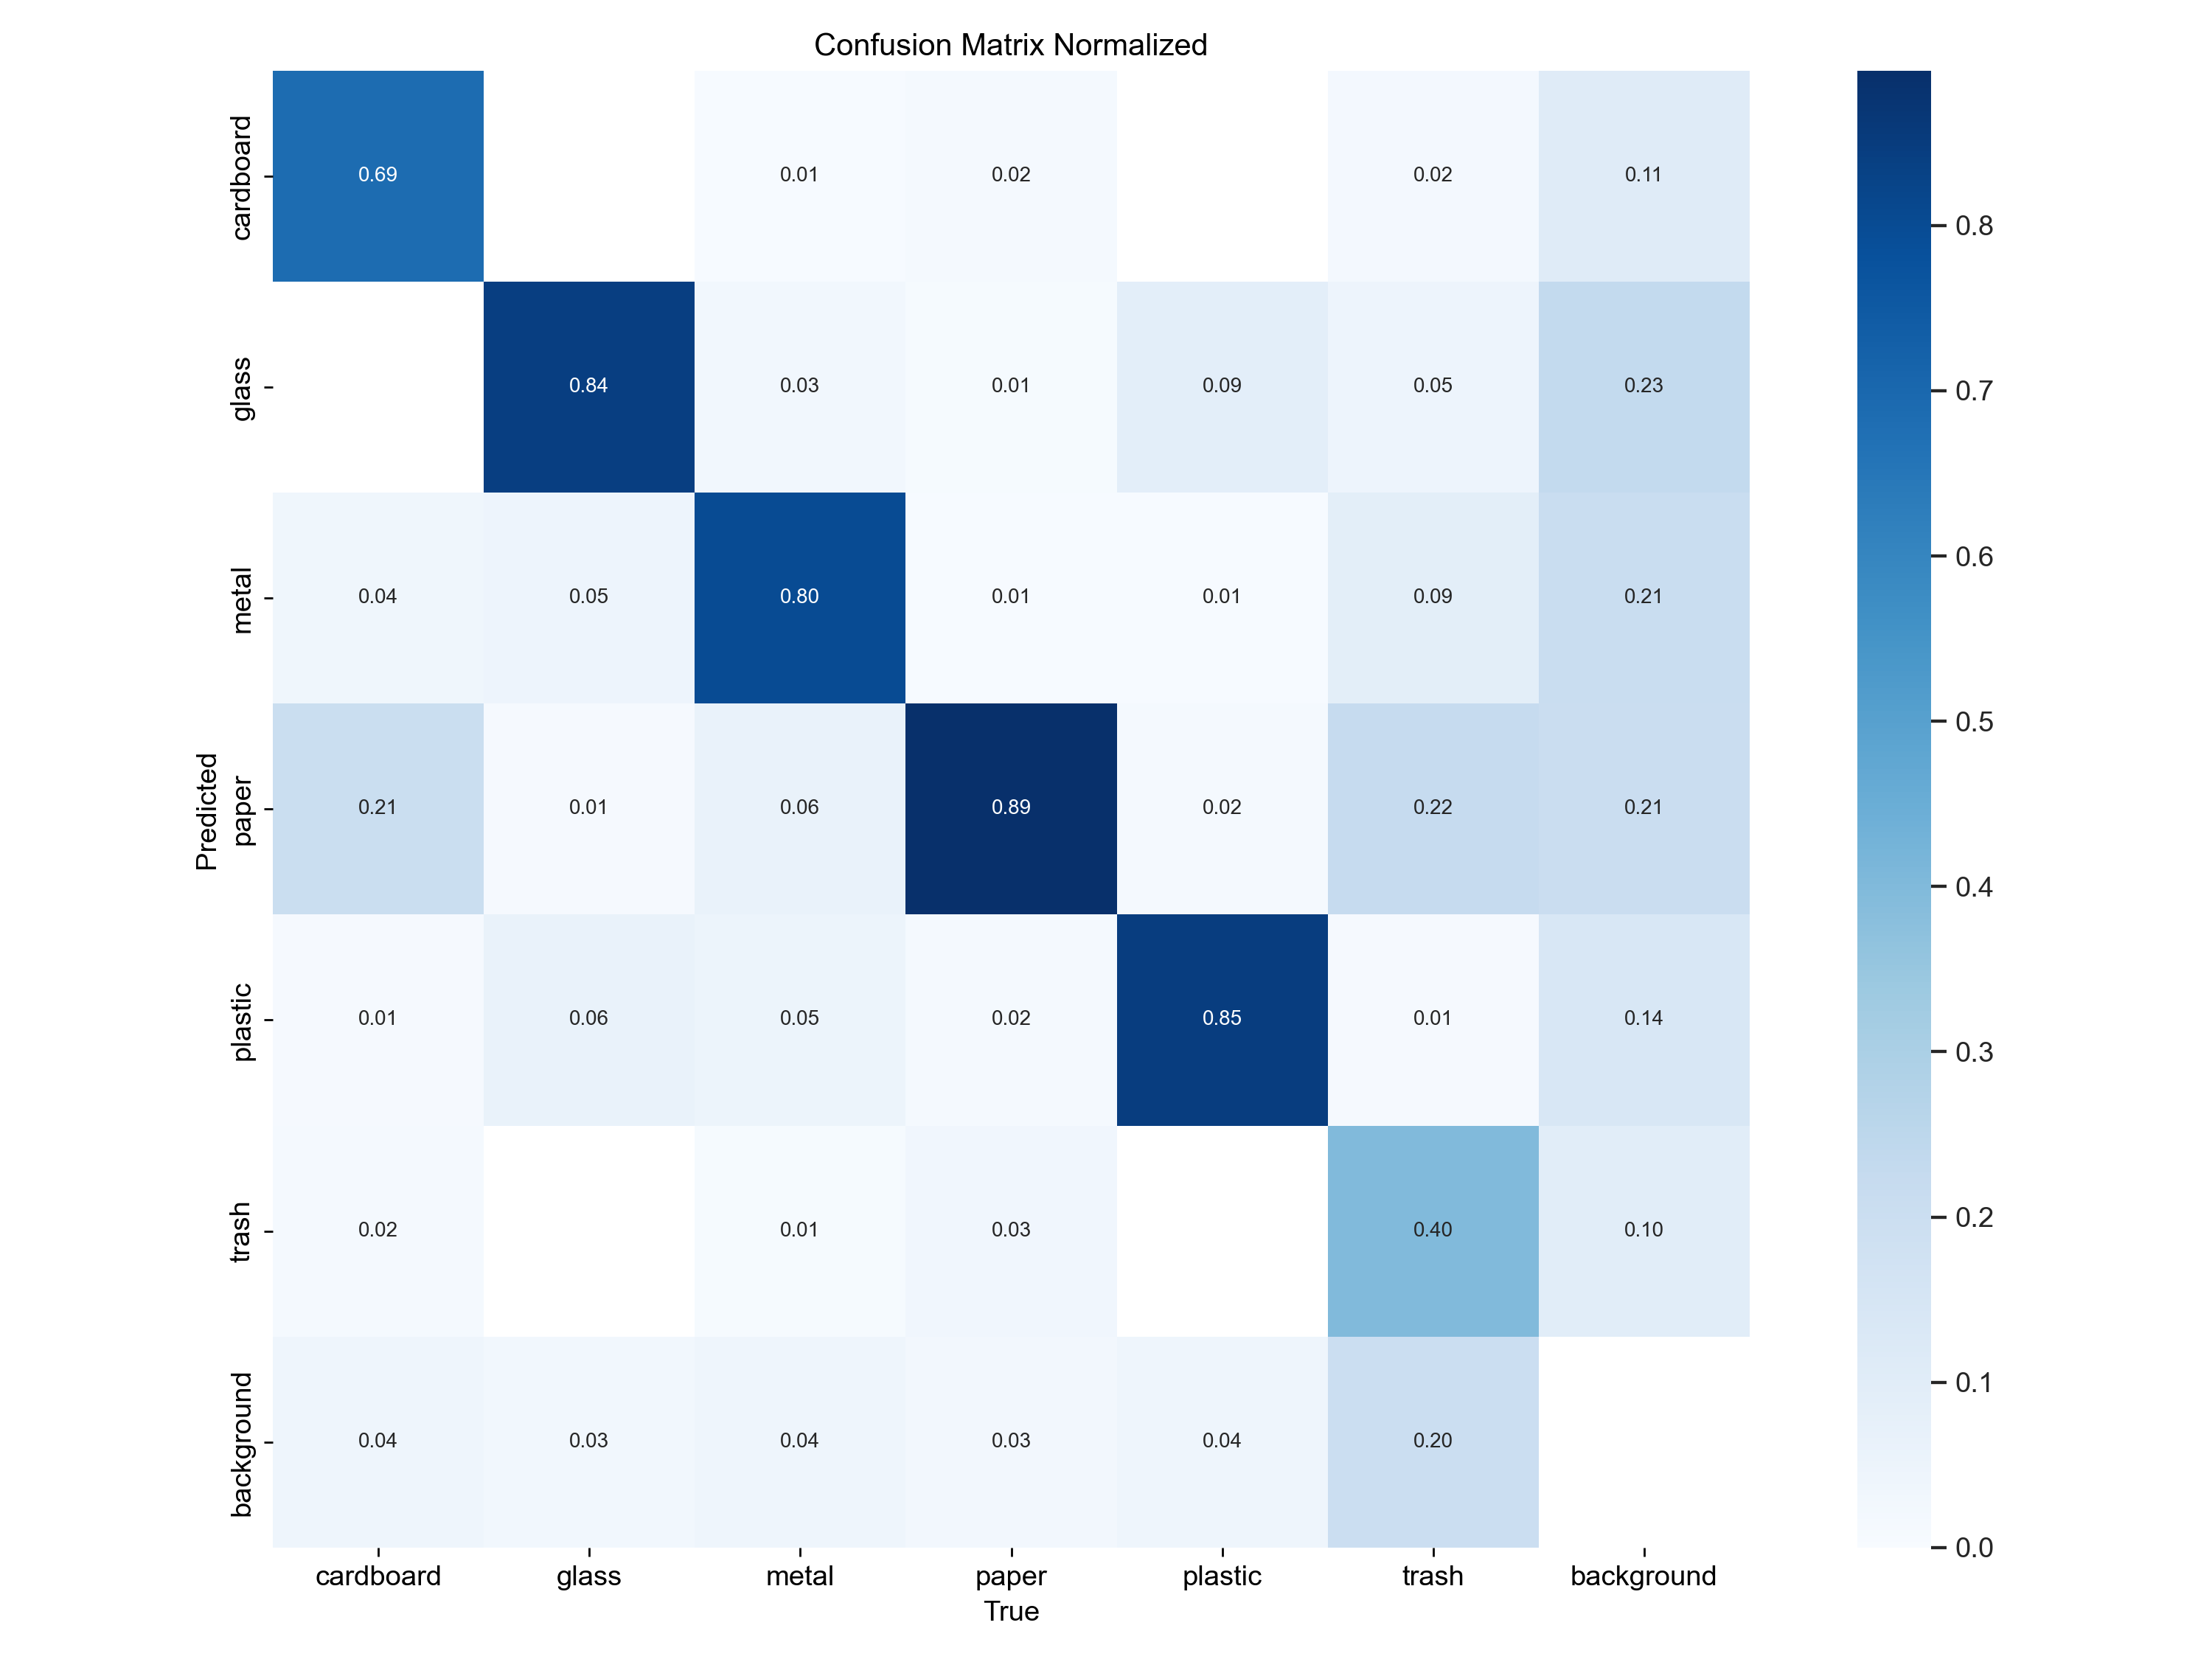 Confusion Matrix Normalized
Predicted
cardboard 0.69 0.01 0.02 0.02 0.11
glass 0.84 0.03 0.01 0.09 0.05 0.23
metal 0.04 0.05 0.80 0.01 0.01 0.09 0.21
paper 0.21 0.01 0.06 0.89 0.02 0.22 0.21
plastic 0.01 0.06 0.05 0.02 0.85 0.01 0.14
trash 0.02 0.01 0.03 0.40 0.10
background 0.04 0.03 0.04 0.03 0.04 0.20
cardboard glass metal paper plastic trash background
True
0.8
0.7
0.6
0.5
0.4
0.3
0.2
0.1
0.0